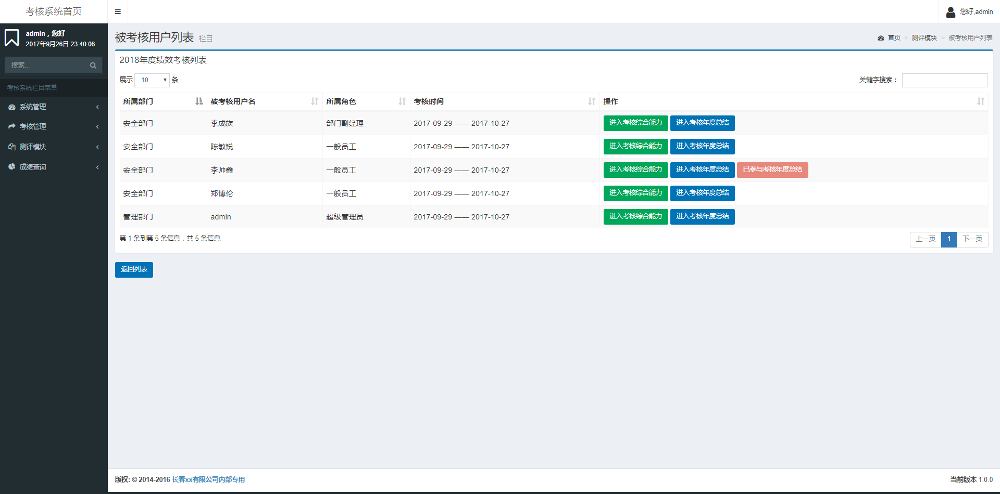 考核系统首页
您好,admin
admin，您好
2017年9月26日 23:40:06
搜索...
考核系统栏目菜单
系统管理
考核管理
测评模块
成绩查询
被考核用户列表 栏目
首页 > 测评模块 > 被考核用户列表
2018年度绩效考核列表
展示 10 条
关键字搜索：
所属部门 被考核用户名 所属角色 考核时间 操作
安全部门 李成族 部门副经理 2017-09-29 —— 2017-10-27 进入考核综合能力 进入考核年度总结
安全部门 陈敏锐 一般员工 2017-09-29 —— 2017-10-27 进入考核综合能力 进入考核年度总结
安全部门 李帅鑫 一般员工 2017-09-29 —— 2017-10-27 进入考核综合能力 进入考核年度总结 已参与考核年度总结
安全部门 郑博伦 一般员工 2017-09-29 —— 2017-10-27 进入考核综合能力 进入考核年度总结
管理部门 admin 超级管理员 2017-09-29 —— 2017-10-27 进入考核综合能力 进入考核年度总结
第 1 条到第 5 条信息，共 5 条信息
上一页 1 下一页
返回列表
版权: © 2014-2016 长春xx有限公司内部专用
当前版本 1.0.0